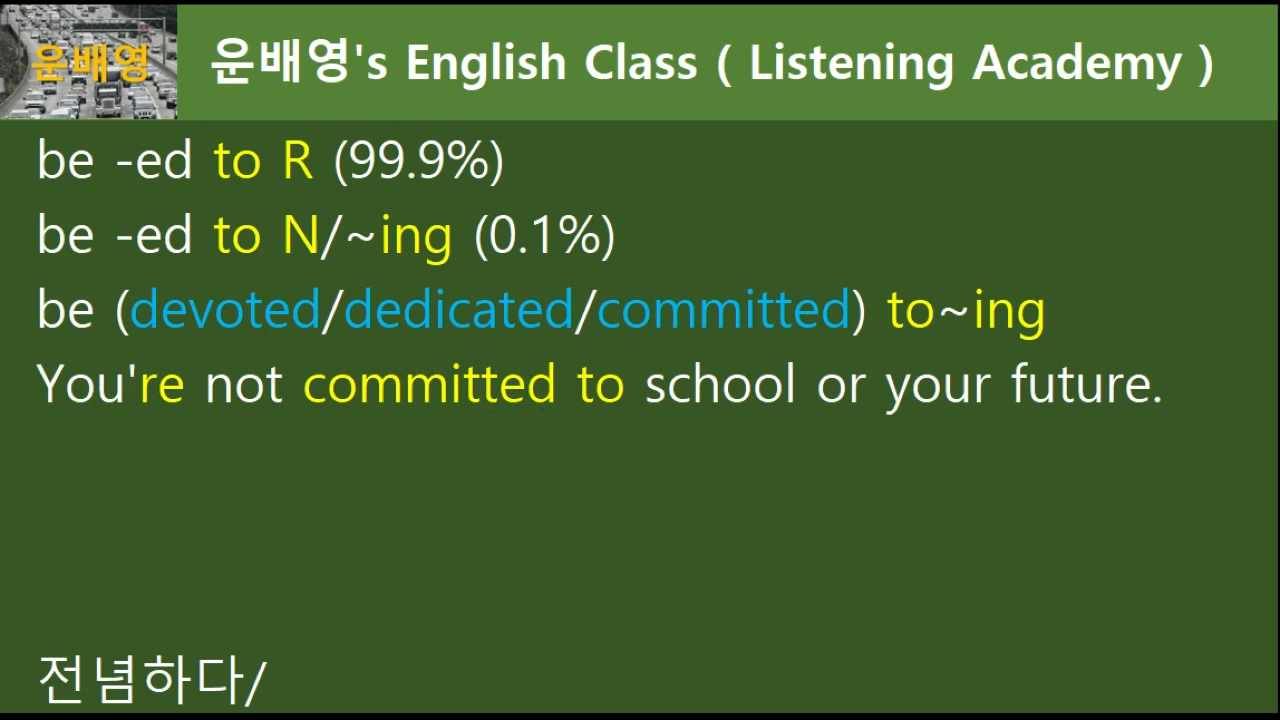 운배영
운배영's English Class ( Listening Academy )
be -ed to R (99.9%)
be -ed to N/~ing (0.1%)
be (devoted/dedicated/committed) to~ing
You're not committed to school or your future.
전념하다/